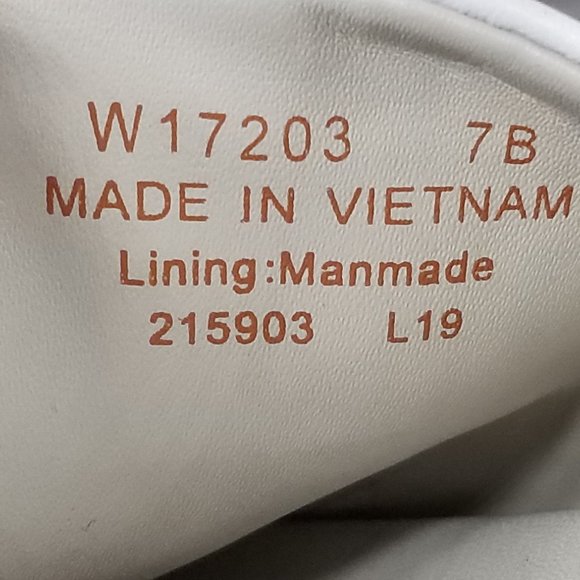 W17203 7B
MADE IN VIETNAM
Lining:Manmade
215903 L19